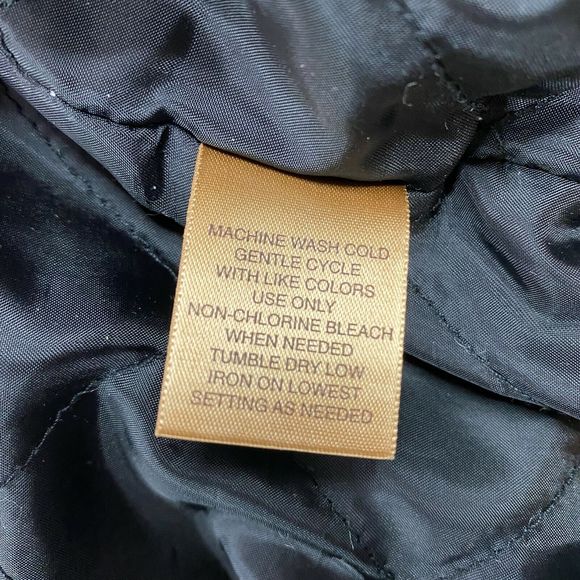 MACHINE WASH COLD
GENTLE CYCLE
WITH LIKE COLORS
USE ONLY
NON-CHLORINE BLEACH
WHEN NEEDED
TUMBLE DRY LOW
IRON ON LOWEST
SETTING AS NEEDED